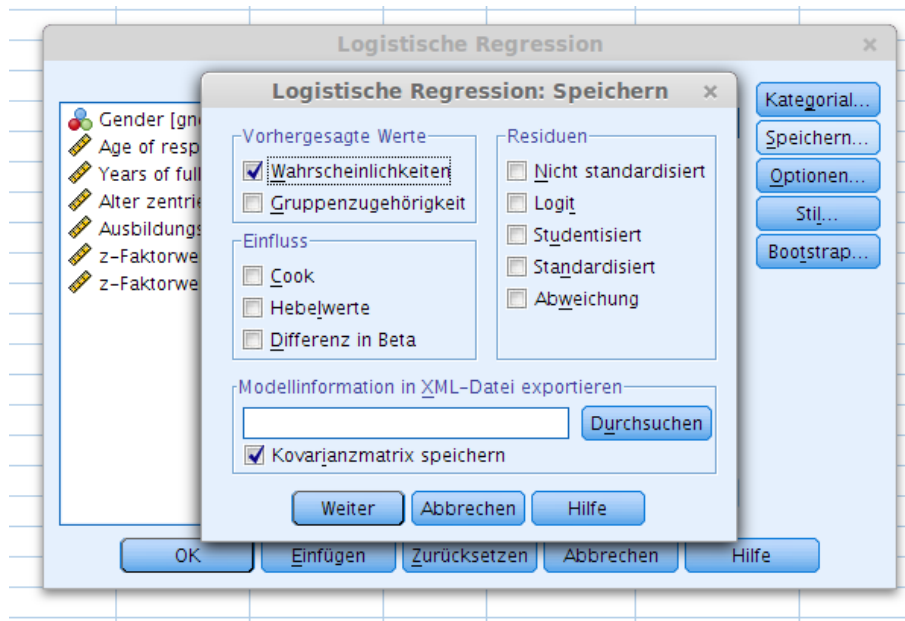 Logistische Regression
Logistische Regression: Speichern
Gender [gn
Age of resp
Years of full
Alter zentrie
Ausbildungs
z-Faktorwe
z-Faktorwe
Vorhergesagte Werte
Wahrscheinlichkeiten
Gruppenzugehörigkeit
Einfluss
Cook
Hebelwerte
Differenz in Beta
Residuen
Nicht standardisiert
Logit
Studentisiert
Standardisiert
Abweichung
Modellinformation in XML-Datei exportieren
Durchsuchen
Kovarianzmatrix speichern
Weiter Abbrechen Hilfe
Kategorial...
Speichern...
Optionen...
Stil...
Bootstrap...
OK Einfügen Zurücksetzen Abbrechen Hilfe